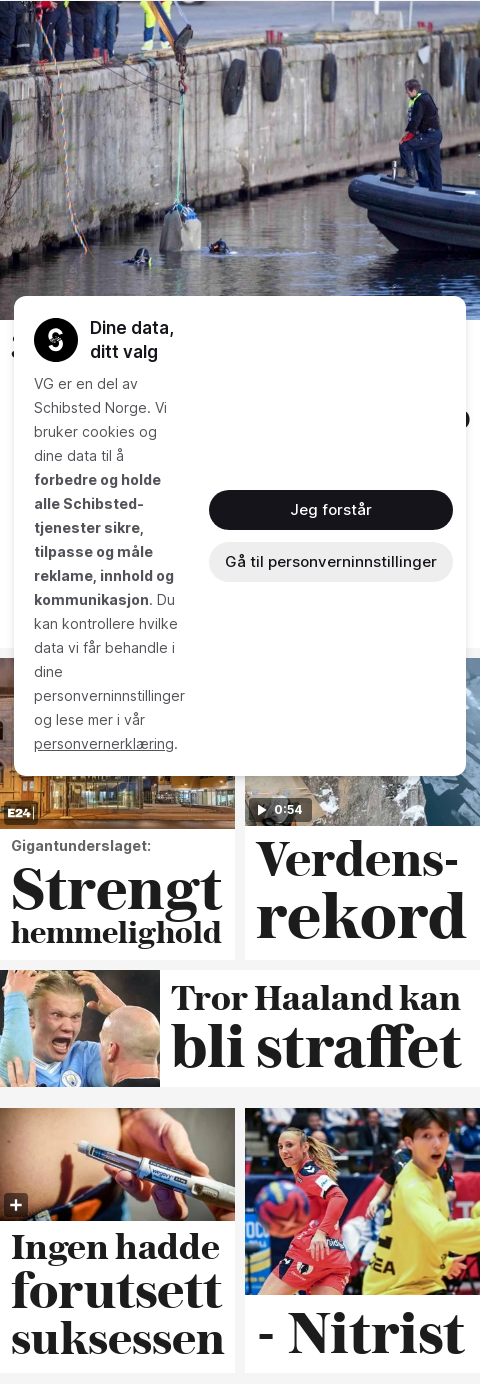 Dine data,
ditt valg
VG er en del av
Schibsted Norge. Vi
bruker cookies og
dine data til å
forbedre og holde
alle Schibsted-
tjenester sikre,
tilpasse og måle
reklame, innhold og
kommunikasjon. Du
kan kontrollere hvilke
data vi får behandle i
dine
personverninnstillinger
og lese mer i vår
personvernerklæring.
Jeg forstår
Gå til personverninnstillinger
E24
0:54
Gigantunderslaget:
Strengt
hemmelighold
Verdens-
rekord
Tror Haaland kan
bli straffet
Ingen hadde
forutsett
suksessen
- Nitrist